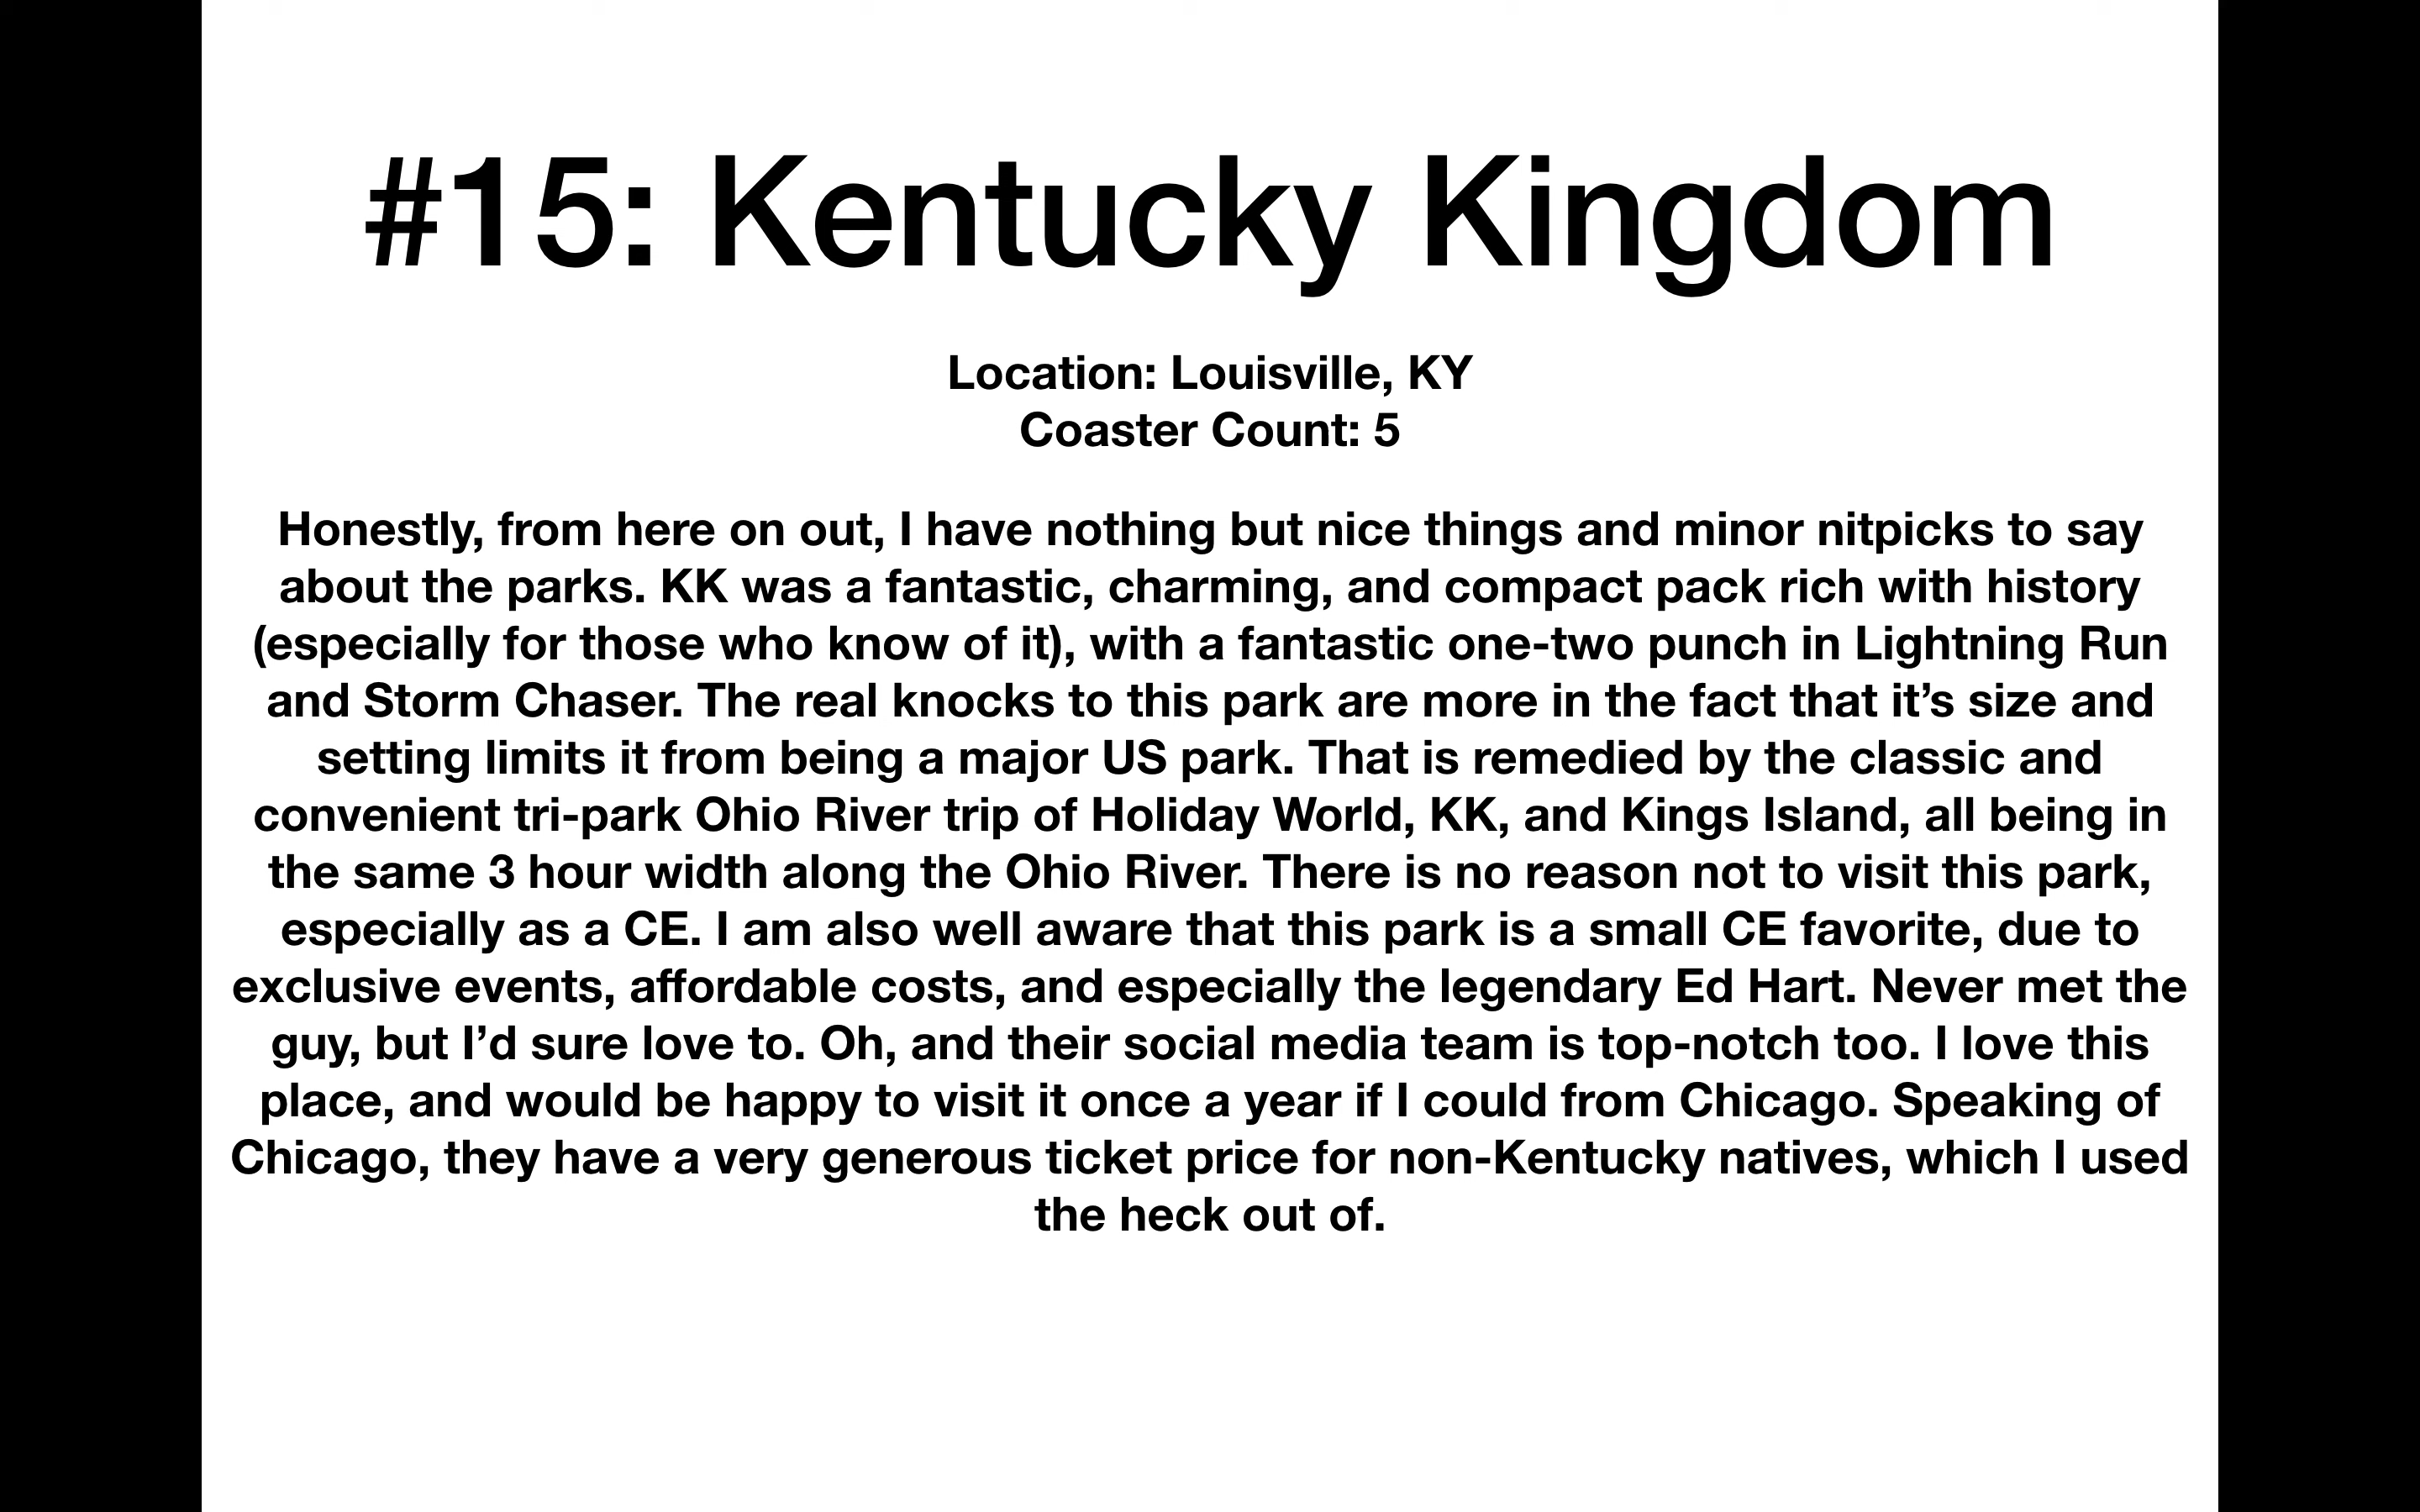 #15: Kentucky Kingdom
Location: Louisville, KY
Coaster Count: 5
Honestly, from here on out, I have nothing but nice things and minor nitpicks to say
about the parks. KK was a fantastic, charming, and compact pack rich with history
(especially for those who know of it), with a fantastic one-two punch in Lightning Run
and Storm Chaser. The real knocks to this park are more in the fact that it’s size and
setting limits it from being a major US park. That is remedied by the classic and
convenient tri-park Ohio River trip of Holiday World, KK, and Kings Island, all being in
the same 3 hour width along the Ohio River. There is no reason not to visit this park,
especially as a CE. I am also well aware that this park is a small CE favorite, due to
exclusive events, affordable costs, and especially the legendary Ed Hart. Never met the
guy, but I’d sure love to. Oh, and their social media team is top-notch too. I love this
place, and would be happy to visit it once a year if I could from Chicago. Speaking of
Chicago, they have a very generous ticket price for non-Kentucky natives, which I used
the heck out of.